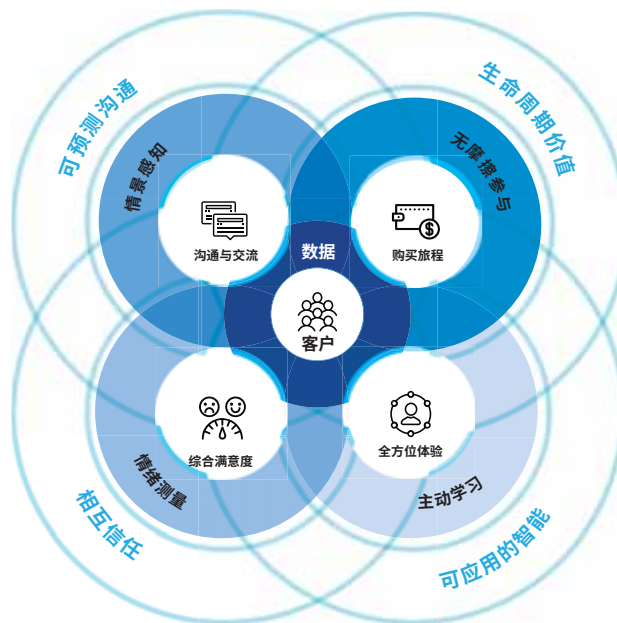 可预测沟通
生命周期价值
情景感知
无摩擦参与
沟通与交流
购买旅程
数据
客户
综合满意度
全方位体验
情绪测量
主动学习
相互信任
可应用的智能